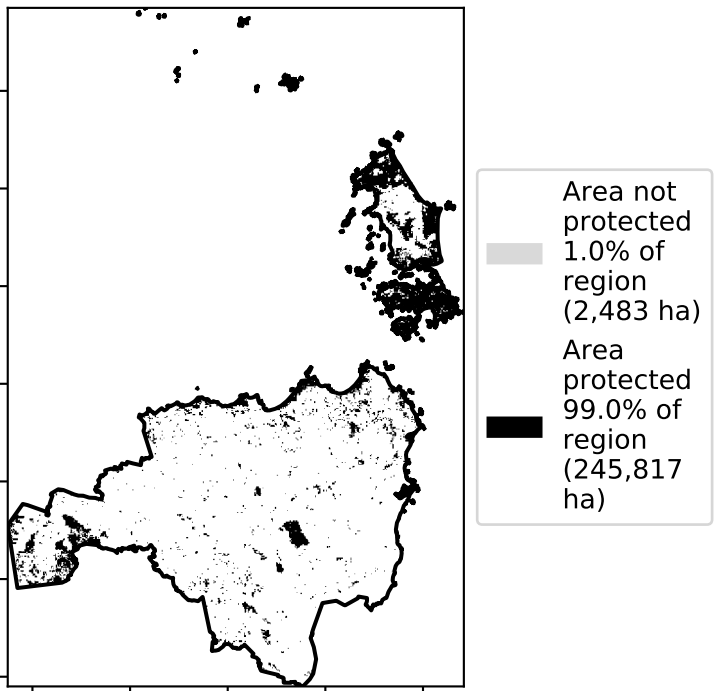 Area not
protected
1.0% of
region
(2,483 ha)
Area
protected
99.0% of
region
(245,817
ha)